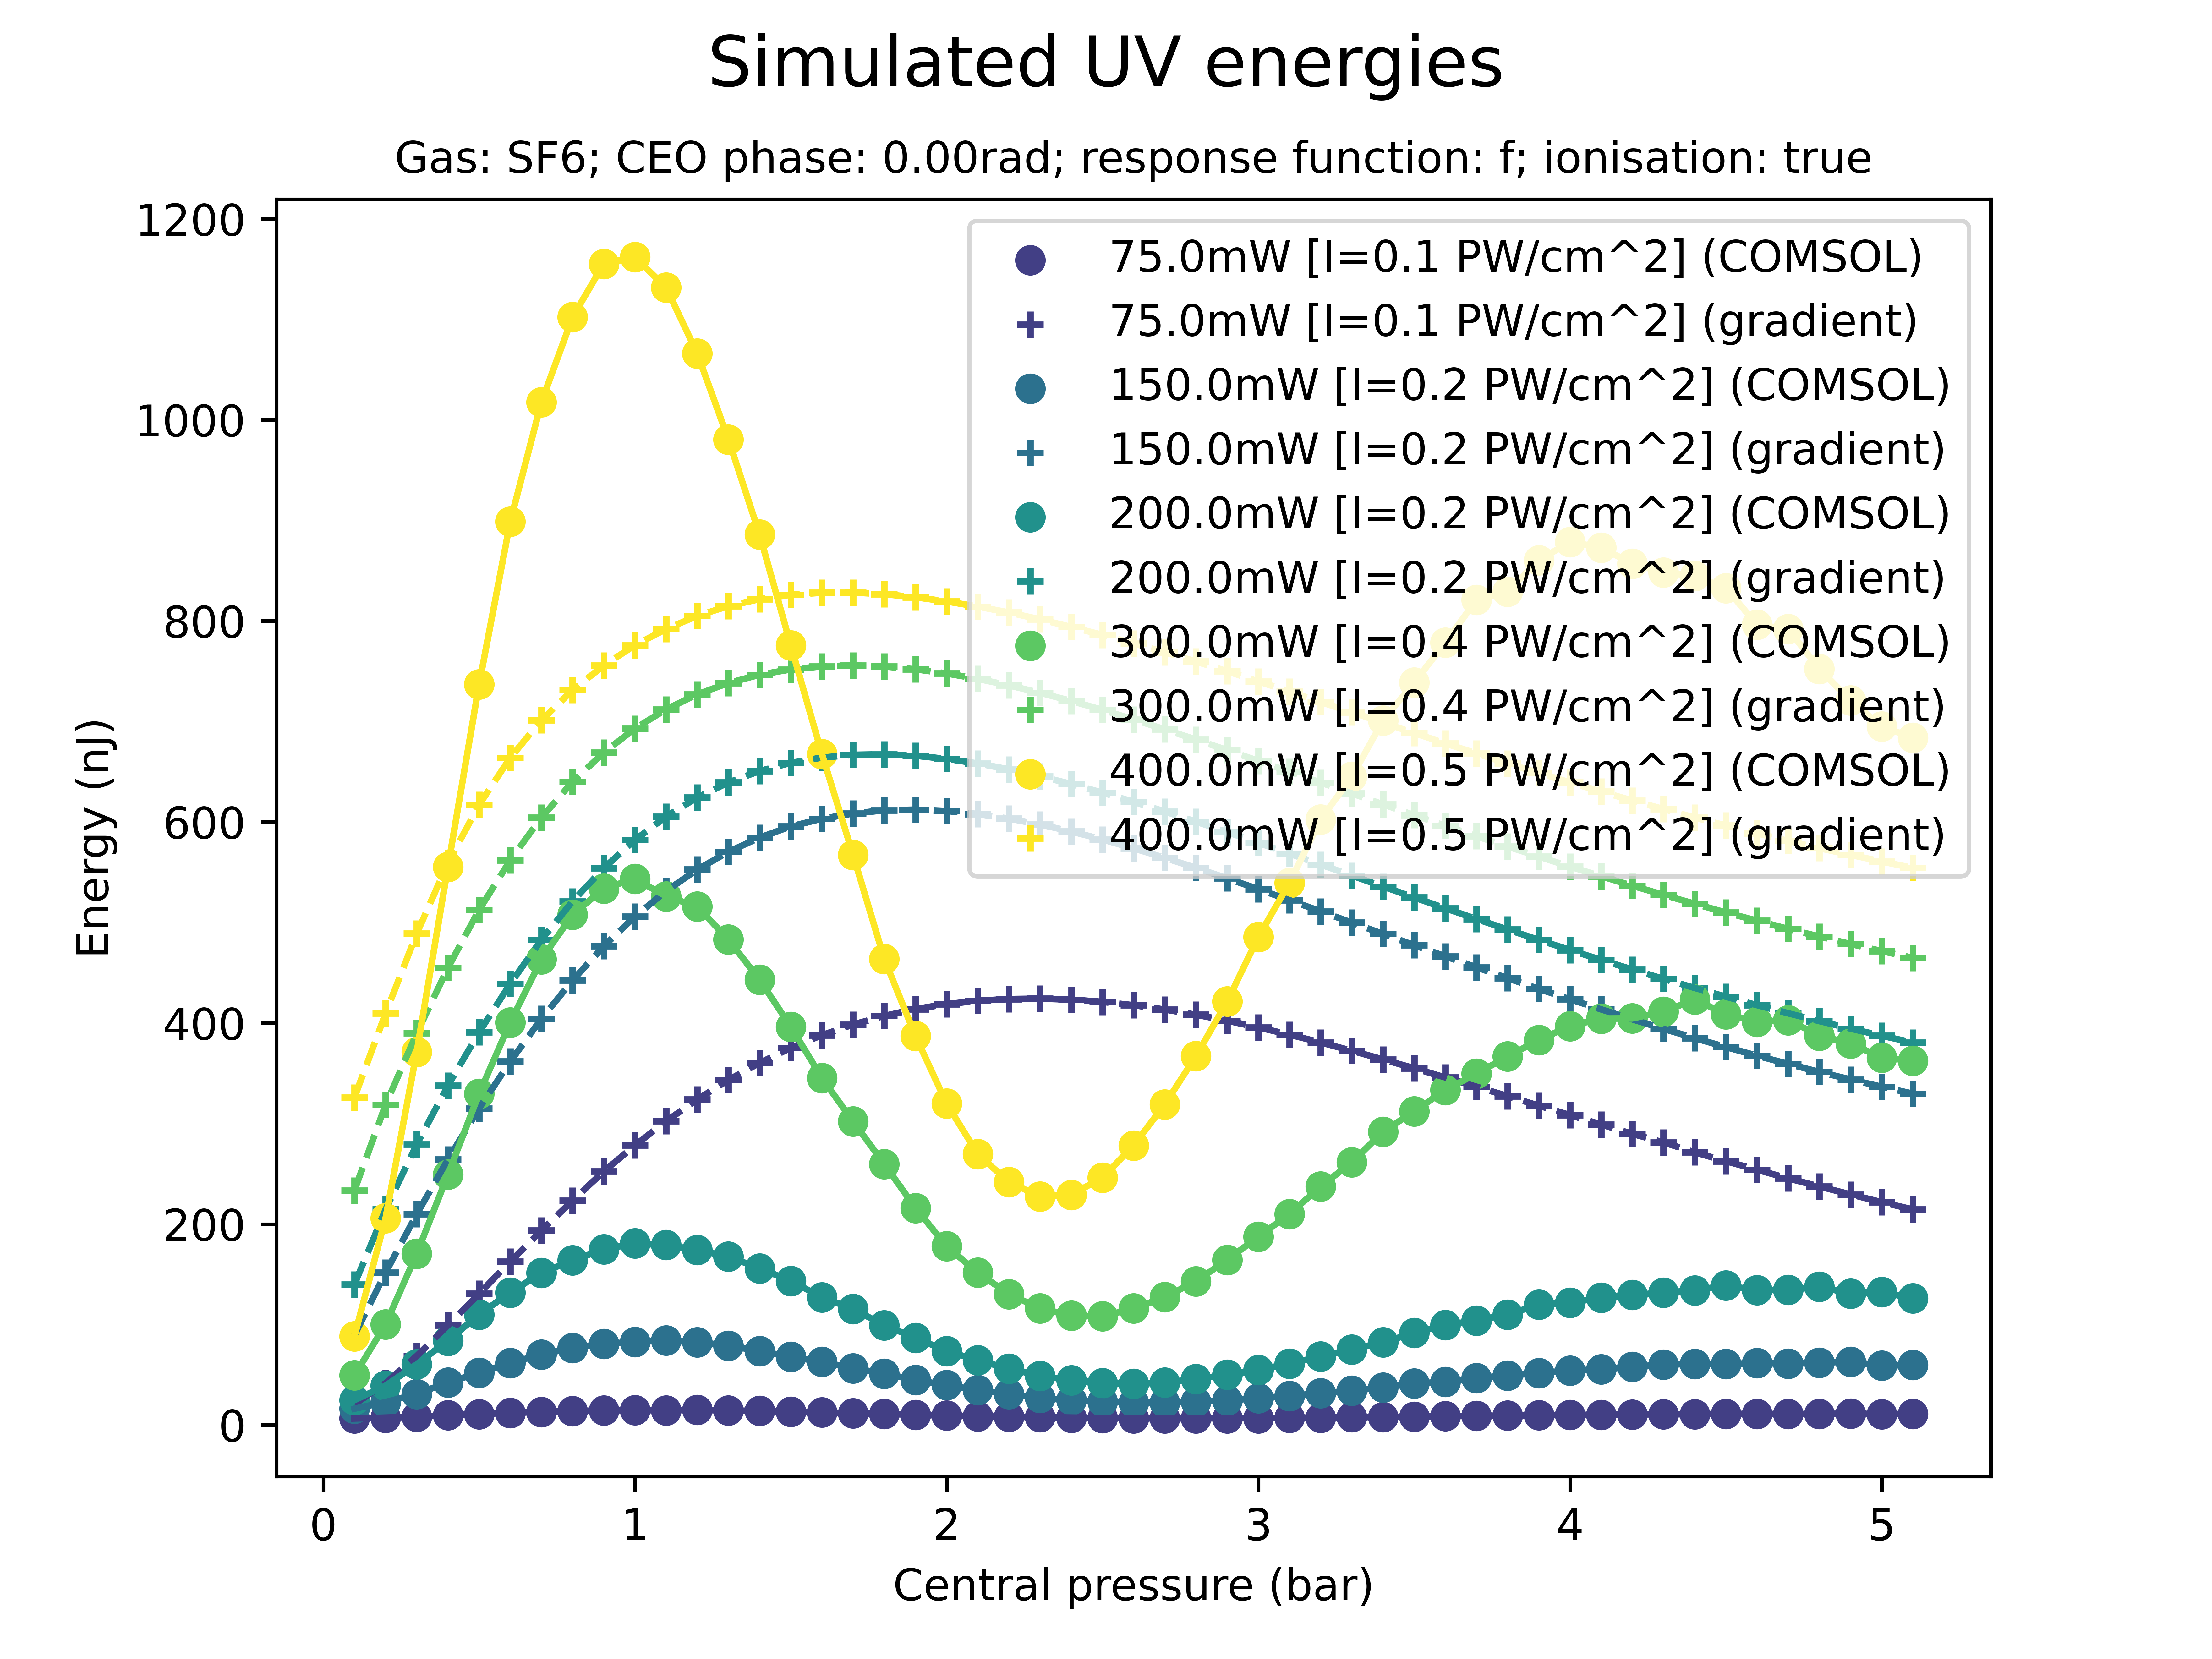 Simulated UV energies
Gas: SF6; CEO phase: 0.00rad; response function: f; ionisation: true
1200
1000
800
600
400
200
0
Energy (nJ)
75.0mW [I=0.1 PW/cm^2] (COMSOL)
75.0mW [I=0.1 PW/cm^2] (gradient)
150.0mW [I=0.2 PW/cm^2] (COMSOL)
150.0mW [I=0.2 PW/cm^2] (gradient)
200.0mW [I=0.2 PW/cm^2] (COMSOL)
200.0mW [I=0.2 PW/cm^2] (gradient)
300.0mW [I=0.4 PW/cm^2] (COMSOL)
300.0mW [I=0.4 PW/cm^2] (gradient)
400.0mW [I=0.5 PW/cm^2] (COMSOL)
400.0mW [I=0.5 PW/cm^2] (gradient)
0 1 2 3 4 5
Central pressure (bar)